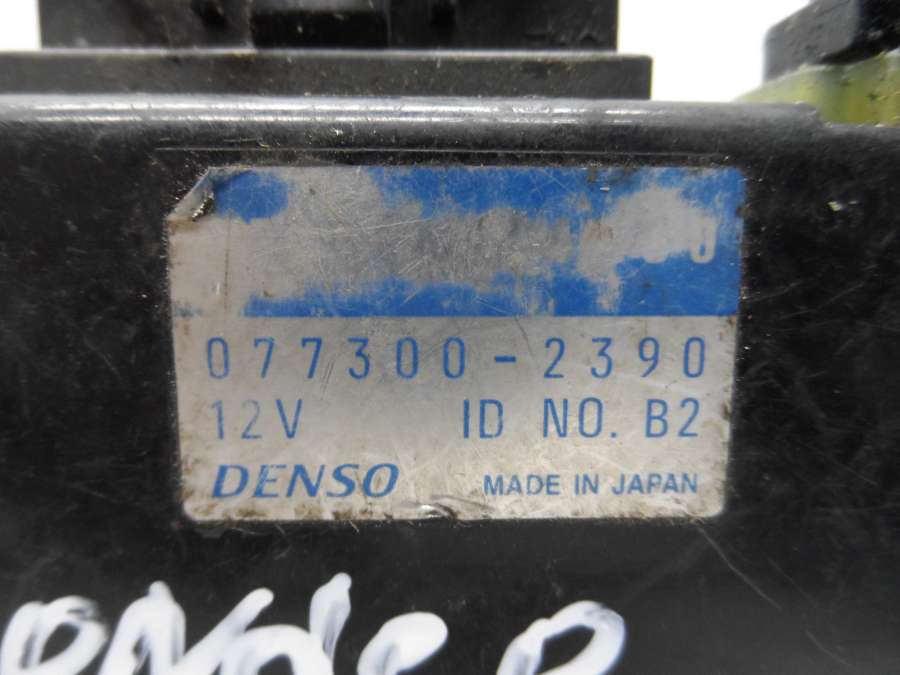 077300-2390
12V ID NO. B2
DENSO MADE IN JAPAN